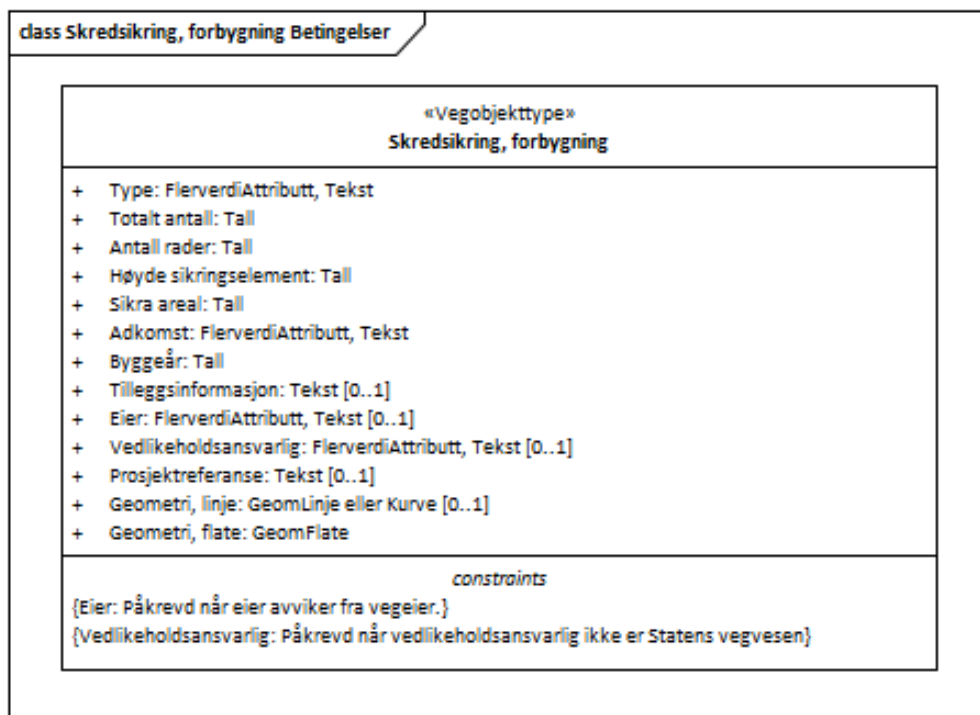 class Skredsikring, forbygning Betingelser
«Vegobjekttype»
Skredsikring, forbygning
+ Type: FlerverdiAttributt, Tekst
+ Totalt antall: Tall
+ Antall rader: Tall
+ Høyde sikringselement: Tall
+ Sikra areal: Tall
+ Adkomst: FlerverdiAttributt, Tekst
+ Byggeår: Tall
+ Tilleggsinformasjon: Tekst [0..1]
+ Eier: FlerverdiAttributt, Tekst [0..1]
+ Vedlikeholdsansvarlig: FlerverdiAttributt, Tekst [0..1]
+ Prosjektreferanse: Tekst [0..1]
+ Geometri, linje: GeomLinje eller Kurve [0..1]
+ Geometri, flate: GeomFlate
constraints
{Eier: Påkrevd når eier avviker fra vegeier.}
{Vedlikeholdsansvarlig: Påkrevd når vedlikeholdsansvarlig ikke er Statens vegvesen}